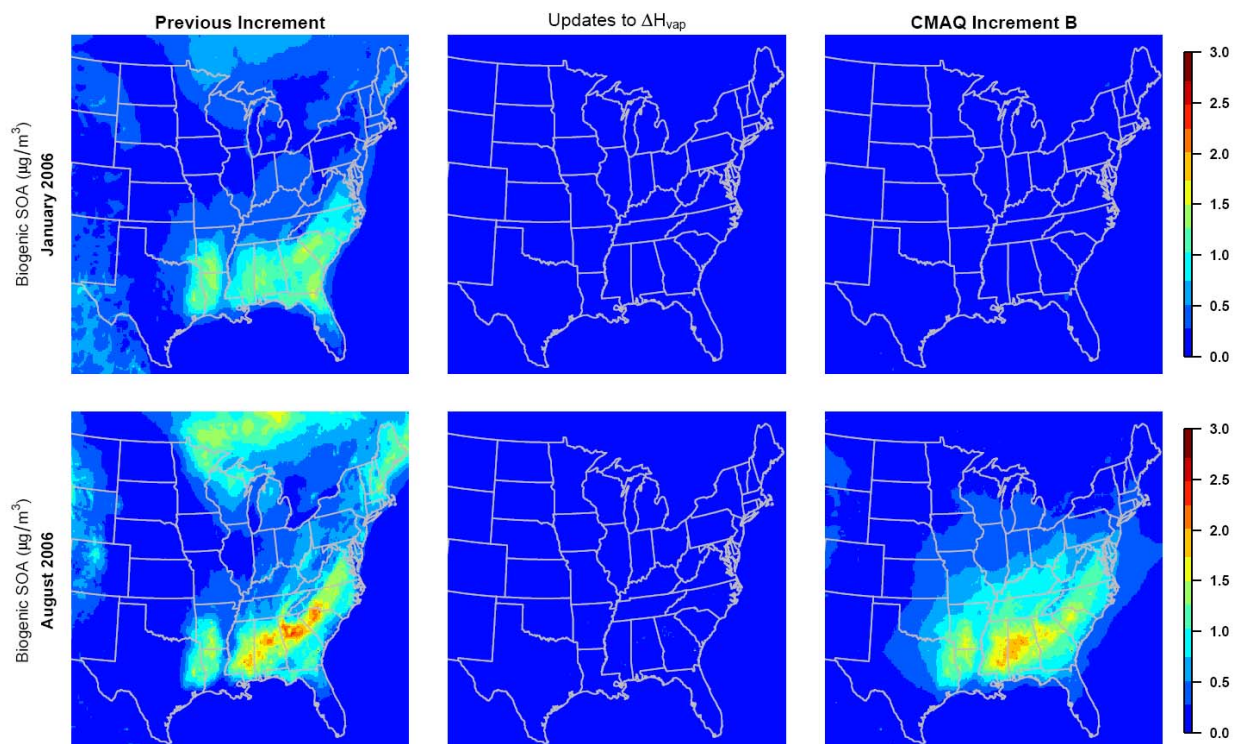 Previous Increment
Updates to ΔHvap
CMAQ Increment B
Biogenic SOA (µg/m³)
January 2006
3.0
2.5
2.0
1.5
1.0
0.5
0.0
Biogenic SOA (µg/m³)
August 2006
3.0
2.5
2.0
1.5
1.0
0.5
0.0